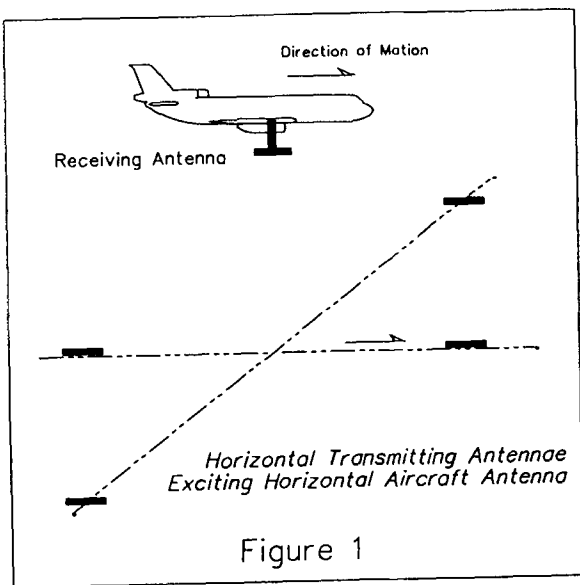 Direction of Motion
Receiving Antenna
Horizontal Transmitting Antennae
Exciting Horizontal Aircraft Antenna
Figure 1